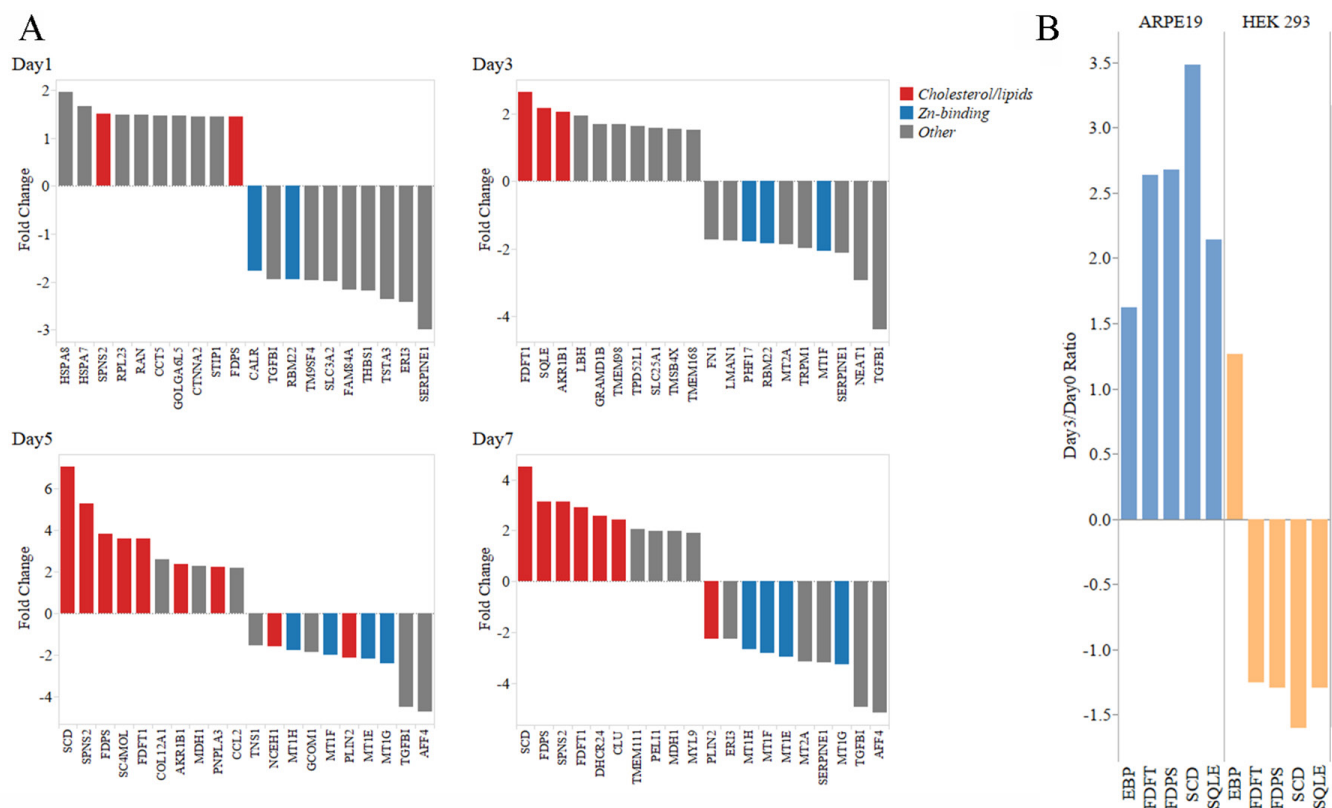 A
B
ARPE19 HEK 293
Day1
Fold Change
2
1
0
-1
-2
-3
HSPA8 HSPA7 SPNS2 RPL23 RAN CCT5 GOLGA6L5 CTNNA2 STIP1 FDPS CALR TGFBI RBM22 TM9SF4 SLC3A2 FAM84A THBS1 TSTA3 ERI3 SERPINE1
Day3
Fold Change
2
0
-2
-4
FDFT1 SQLE AKR1B1 LBH GRAMD1B TMEM98 TPD52L1 SLC25A1 TMSB4X TMEM168 FN1 LMAN1 PHF17 RBM22 MT2A TRPM1 MT1F SERPINE1 NEAT1 TGFBI
Cholesterol/lipids
Zn-binding
Other
Day5
Fold Change
6
4
2
0
-2
-4
SCD SPNS2 FDPS SC4MOL FDFT1 COL12A1 AKR1B1 MDH1 PNPLA3 CCL2 TNS1 NCEH1 MT1H GCOM1 MT1F PLIN2 MT1E MT1G TGFBI AFF4
Day7
Fold Change
4
2
0
-2
-4
SCD FDPS SPNS2 FDFT1 DHCR24 CLU TMEM111 PELI1 MDH1 MYL9 PLIN2 ERI3 MT1H MT1F MT1E MT2A SERPINE1 MT1G TGFBI AFF4
Day3/Day0 Ratio
3.5
3.0
2.5
2.0
1.5
1.0
0.5
0.0
-0.5
-1.0
-1.5
EBP FDFT FDPS SCD SQLE EBP FDFT FDPS SCD SQLE